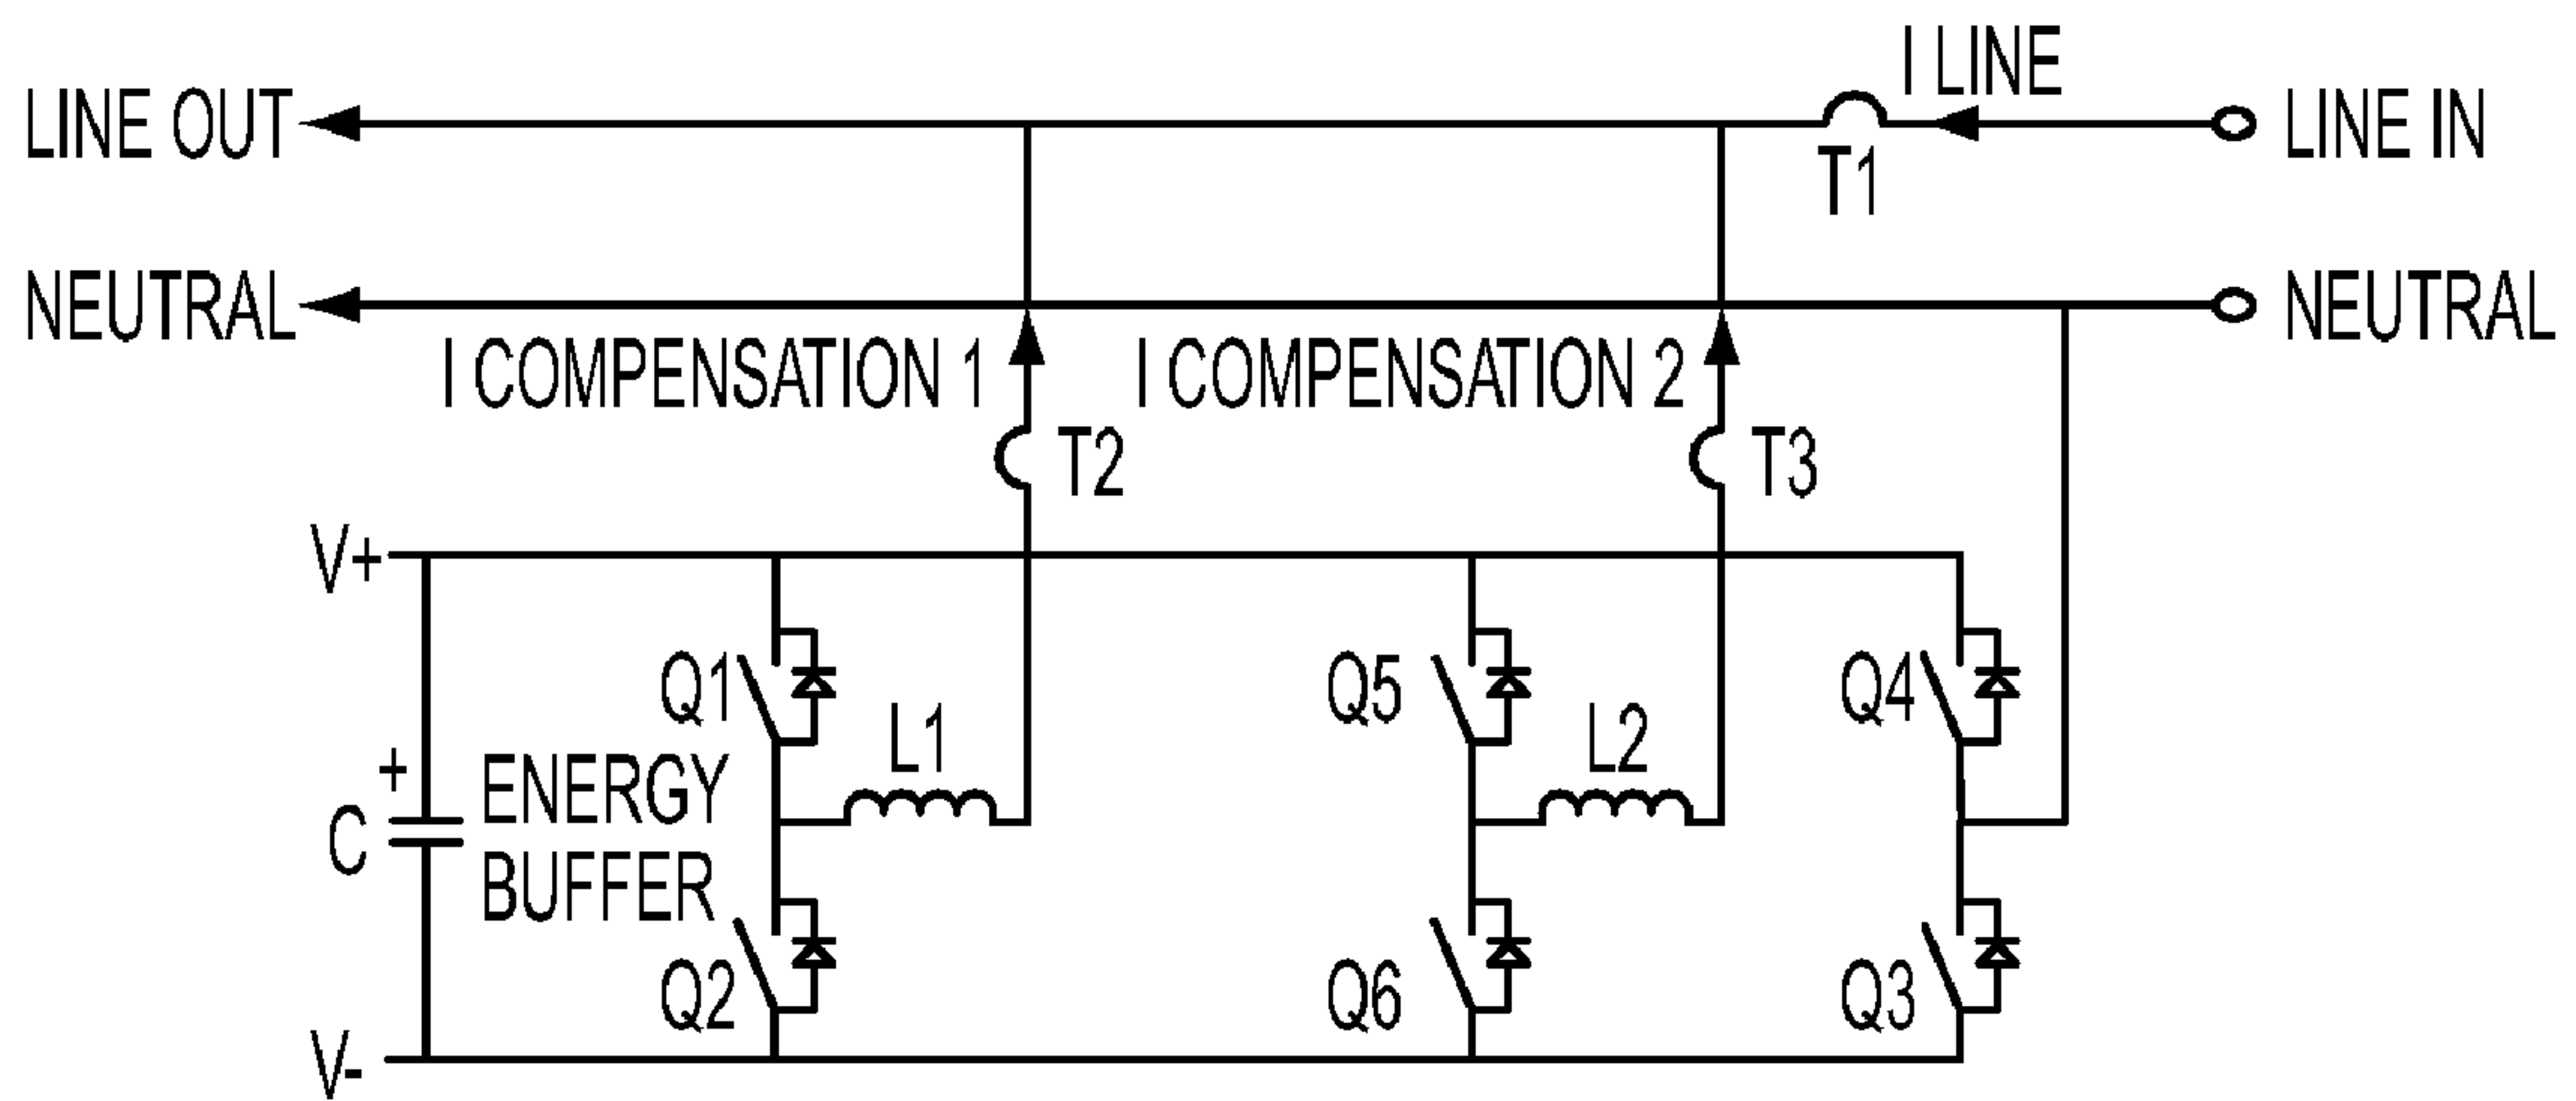 I LINE
LINE OUT
LINE IN
T1
NEUTRAL
NEUTRAL
I COMPENSATION 1
I COMPENSATION 2
T2
T3
V+
Q1
Q5
Q4
L1
L2
+
C
ENERGY
BUFFER
Q2
Q6
Q3
V-